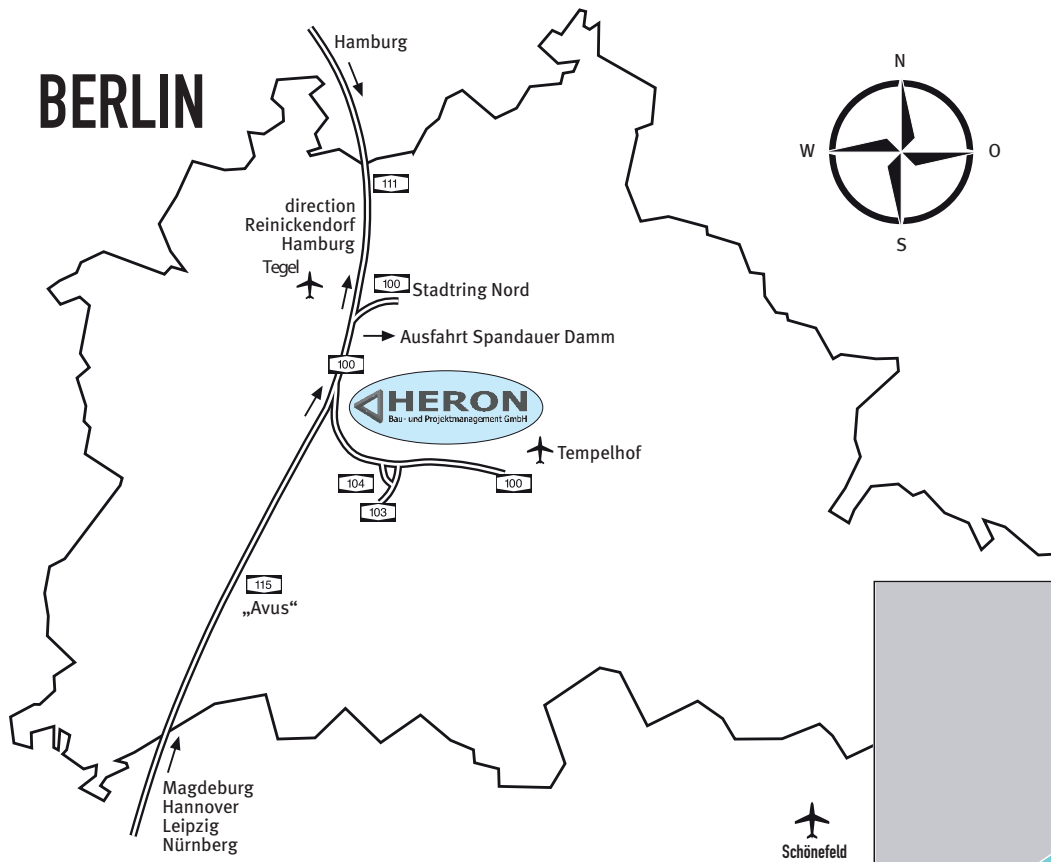 BERLIN
Hamburg
N
W
O
S
111
direction
Reinickendorf
Hamburg
Tegel
100
Stadtring Nord
Ausfahrt Spandauer Damm
100
HERON
Bau- und Projektmanagement GmbH
Tempelhof
104
100
103
115
„Avus“
Magdeburg
Hannover
Leipzig
Nürnberg
Schönefeld